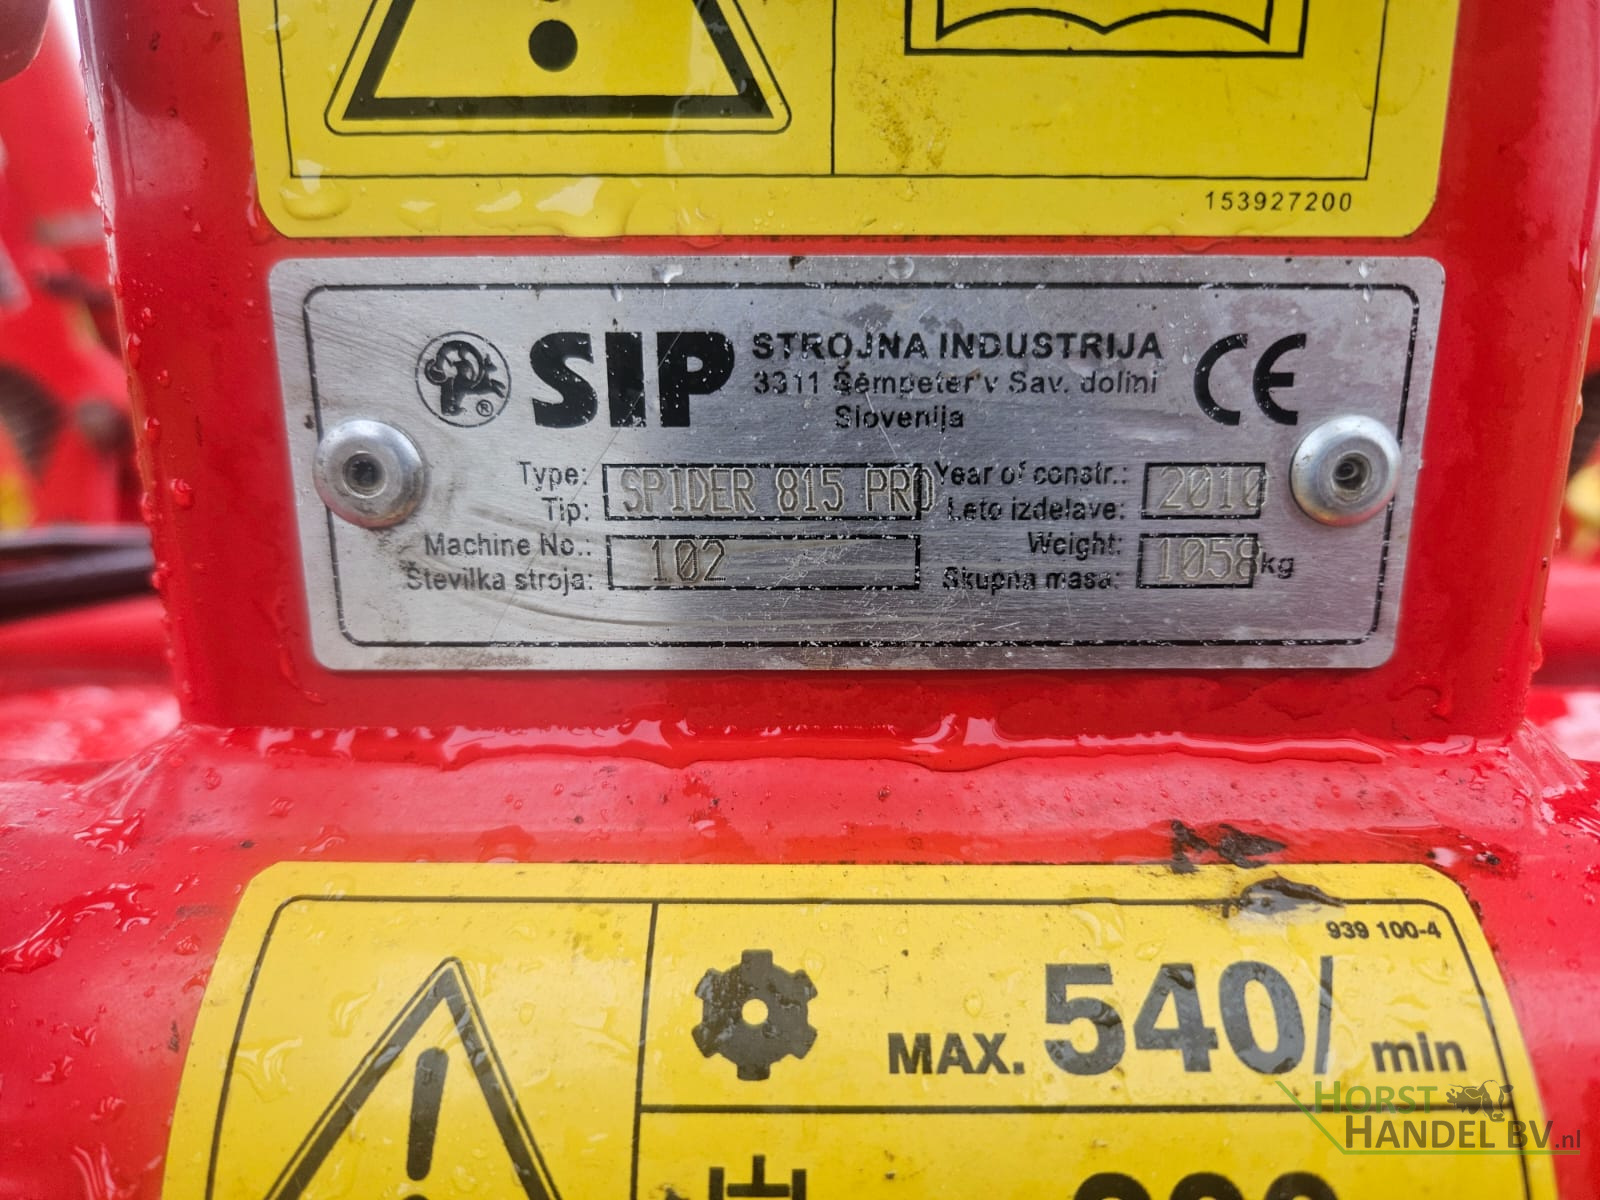 153927200
SIP STROJNA INDUSTRIJA CE
3311 Šempeter v Sav. dolini
Slovenija
®
Type: SPIDER 815 PRO Year of constr.: 2010
Tip: Leto izdelave:
Machine No.: 102 Weight: 1058 kg
Številka stroja: Skupna masa:
939 100-4
MAX. 540/min
HORST
HANDEL BV.nl